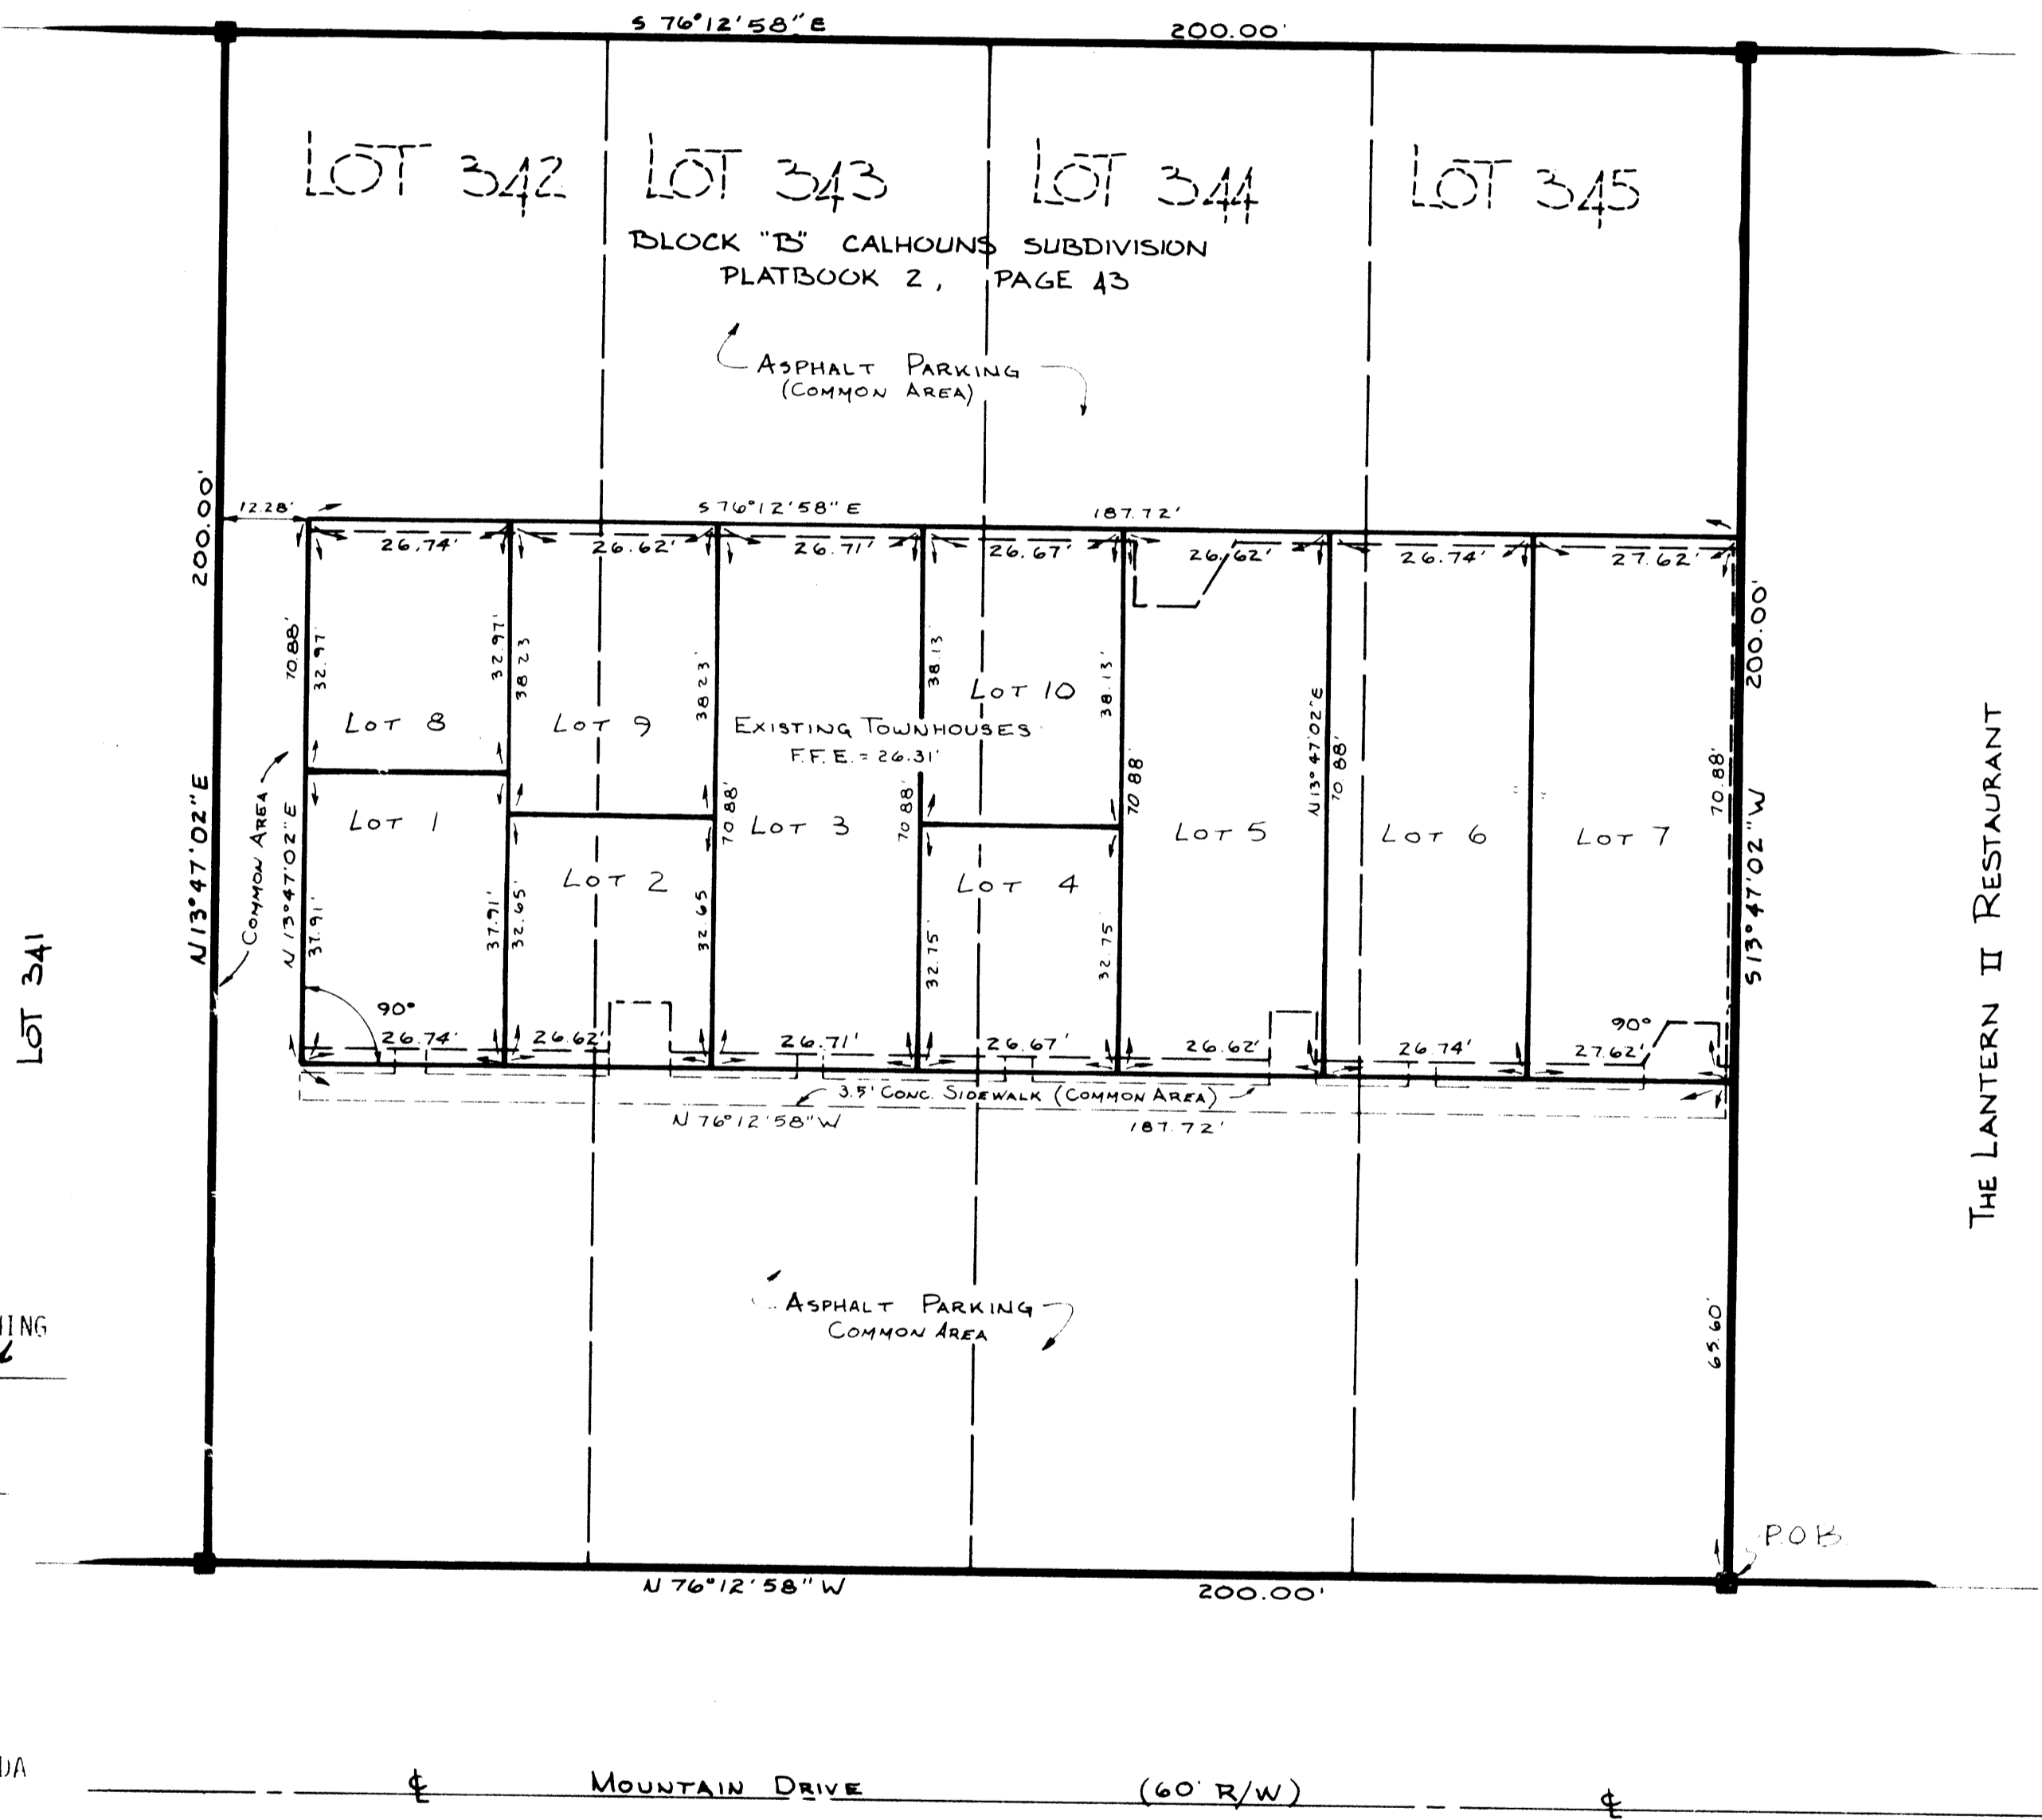 S 76°12'58" E 200.00'
LOT 342 LOT 343 LOT 344 LOT 345
BLOCK "B" CALHOUNS SUBDIVISION
PLATBOOK 2, PAGE 43
ASPHALT PARKING
(COMMON AREA)
200.00'
12.28'
S 76°12'58" E 187.72'
26.74' 26.62' 26.71' 26.67' 26.62' 26.74' 27.62'
70.88'
32.97'
32.97'
38 23
38 23'
38.13'
38.13'
N 13°47'02" E
70.88'
70.88'
200.00'
LOT 8 LOT 9 LOT 10
EXISTING TOWNHOUSES
F.F.E. = 26.31'
N 13°47'02" E
COMMON AREA
N 13°47'02" E
70.88'
70.88'
70.88'
S 13°47'02" W
LOT 1 LOT 2 LOT 3 LOT 4 LOT 5 LOT 6 LOT 7
37.91'
37.91'
32.65'
32.65
32.75'
32.75
LOT 341
THE LANTERN II RESTAURANT
90° 90°
26.74' 26.62' 26.71' 26.67' 26.62' 26.74' 27.62'
3.5' CONC. SIDEWALK (COMMON AREA)
N 76°12'58" W 187.72'
ASPHALT PARKING
COMMON AREA
65.60'
P.O.B.
N 76°12'58" W 200.00'
MOUNTAIN DRIVE (60' R/W)